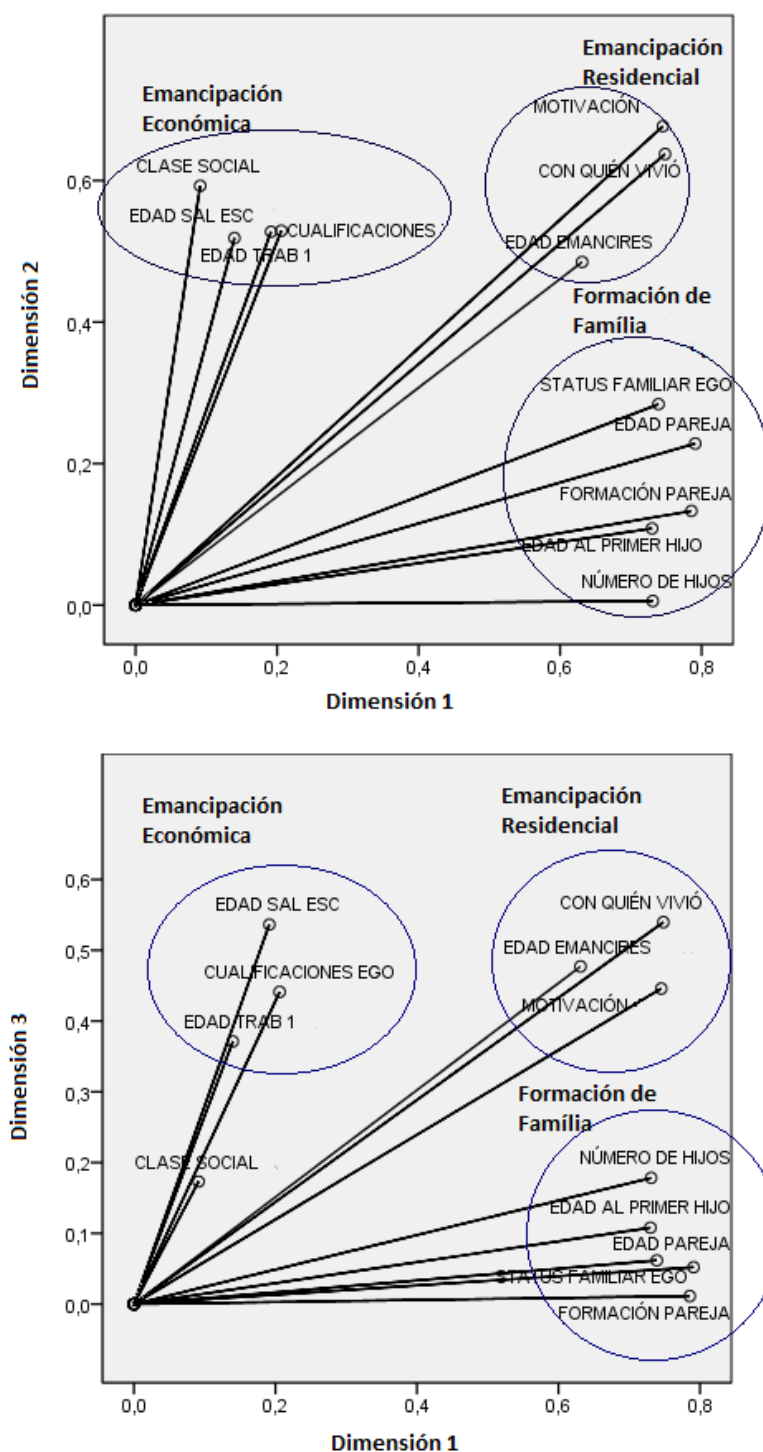 Emancipación
Residencial
Emancipación
Económica
MOTIVACIÓN
CLASE SOCIAL
CON QUIÉN VIVIÓ
0,6
EDAD SAL ESC
CUALIFICACIONES
EDAD EMANCIRES
EDAD TRAB 1
Formación de
Família
Dimensión 2
0,4
STATUS FAMILIAR EGO
EDAD PAREJA
0,2
FORMACIÓN PAREJA
EDAD AL PRIMER HIJO
NÚMERO DE HIJOS
0,0
0,0 0,2 0,4 0,6 0,8
Dimensión 1
Emancipación
Residencial
Emancipación
Económica
0,6
EDAD SAL ESC
CON QUIÉN VIVIÓ
0,5
CUALIFICACIONES EGO
EDAD EMANCIRES
EDAD TRAB 1
MOTIVACIÓN
0,4
Dimensión 3
0,3
Formación de
Família
0,2
CLASE SOCIAL
NÚMERO DE HIJOS
EDAD AL PRIMER HIJO
0,1
EDAD PAREJA
STATUS FAMILIAR EGO
0,0
FORMACIÓN PAREJA
0,0 0,2 0,4 0,6 0,8
Dimensión 1